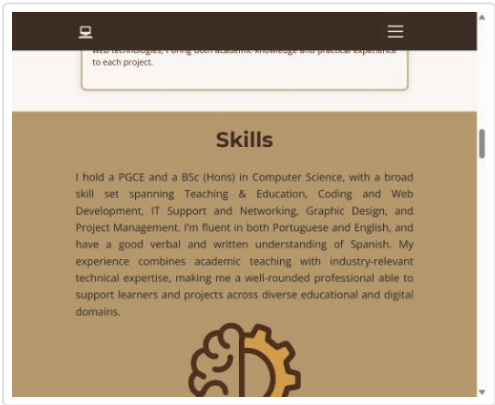 web technologies, I bring both academic knowledge and practical experience
to each project.
Skills
I hold a PGCE and a BSc (Hons) in Computer Science, with a broad
skill set spanning Teaching & Education, Coding and Web
Development, IT Support and Networking, Graphic Design, and
Project Management. I'm fluent in both Portuguese and English, and
have a good verbal and written understanding of Spanish. My
experience combines academic teaching with industry-relevant
technical expertise, making me a well-rounded professional able to
support learners and projects across diverse educational and digital
domains.